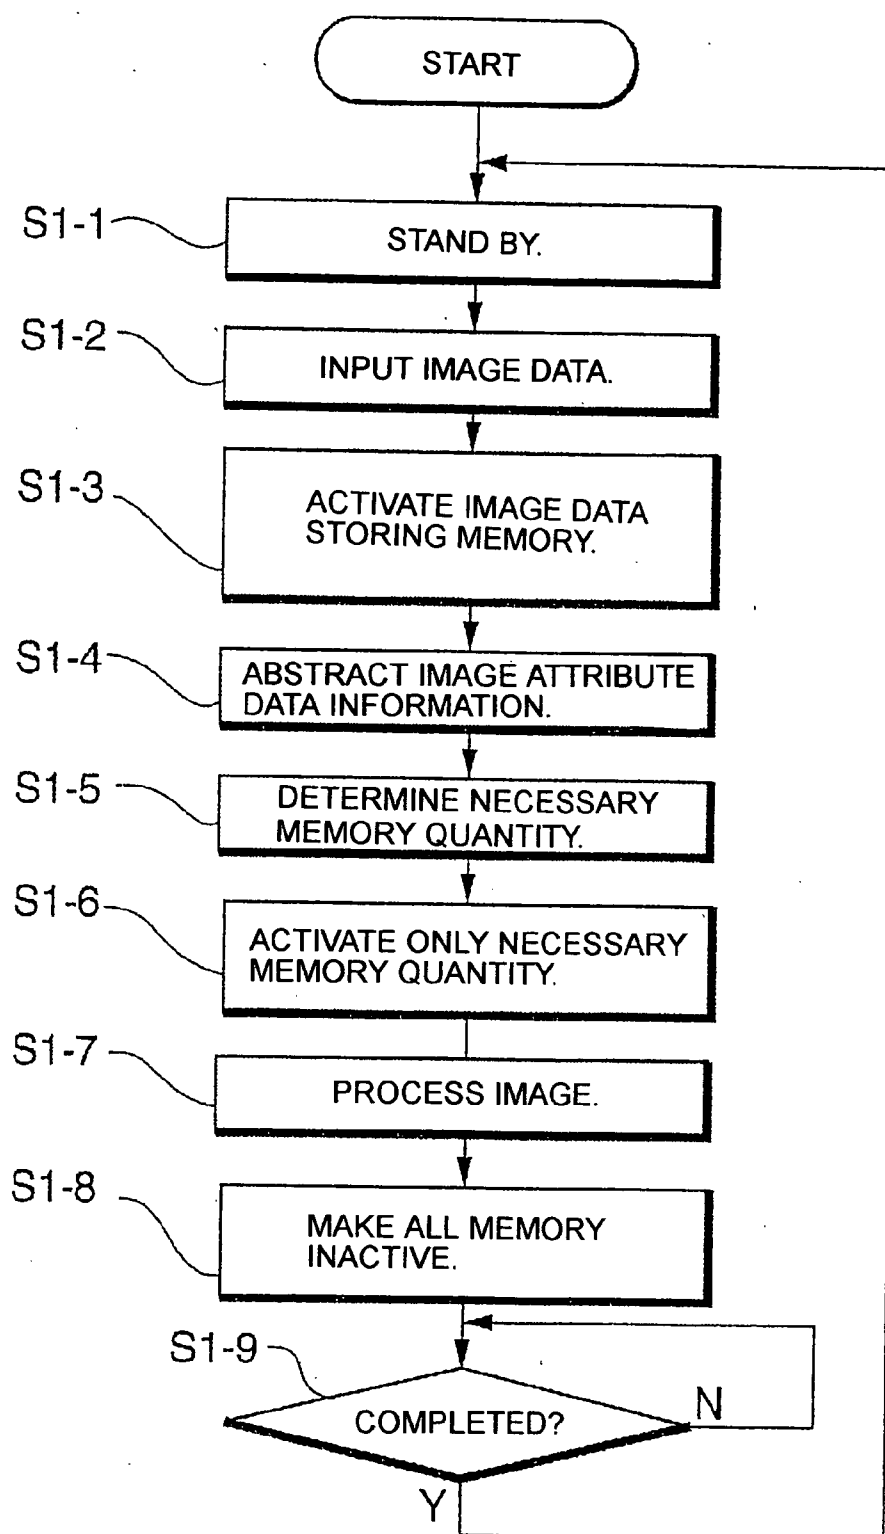 START
S1-1
STAND BY.
S1-2
INPUT IMAGE DATA.
S1-3
ACTIVATE IMAGE DATA
STORING MEMORY.
S1-4
ABSTRACT IMAGE ATTRIBUTE
DATA INFORMATION.
S1-5
DETERMINE NECESSARY
MEMORY QUANTITY.
S1-6
ACTIVATE ONLY NECESSARY
MEMORY QUANTITY.
S1-7
PROCESS IMAGE.
S1-8
MAKE ALL MEMORY
INACTIVE.
S1-9
COMPLETED?
N
Y